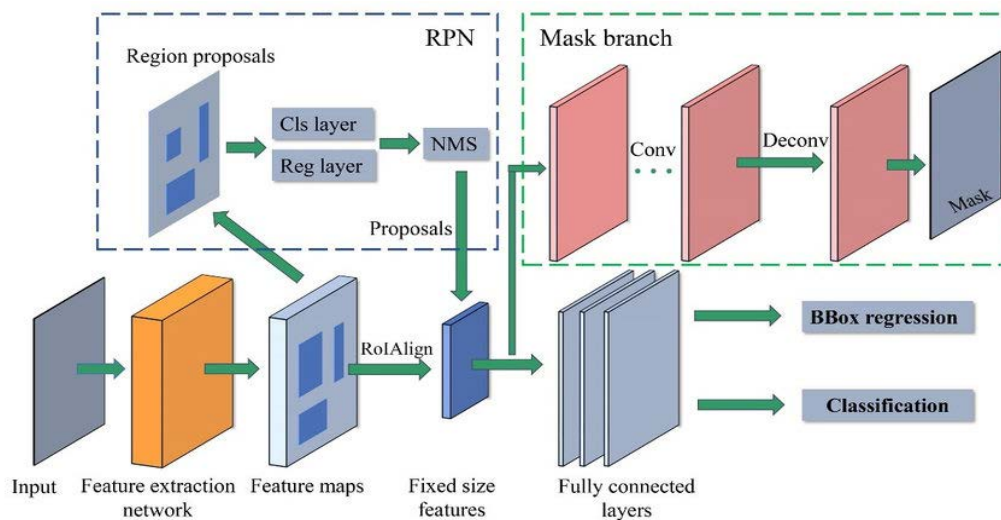 RPN
Region proposals
Cls layer
Reg layer
NMS
Proposals
Mask branch
Conv
Deconv
Mask
RoIAlign
BBox regression
Classification
Input
Feature extraction
network
Feature maps
Fixed size
features
Fully connected
layers